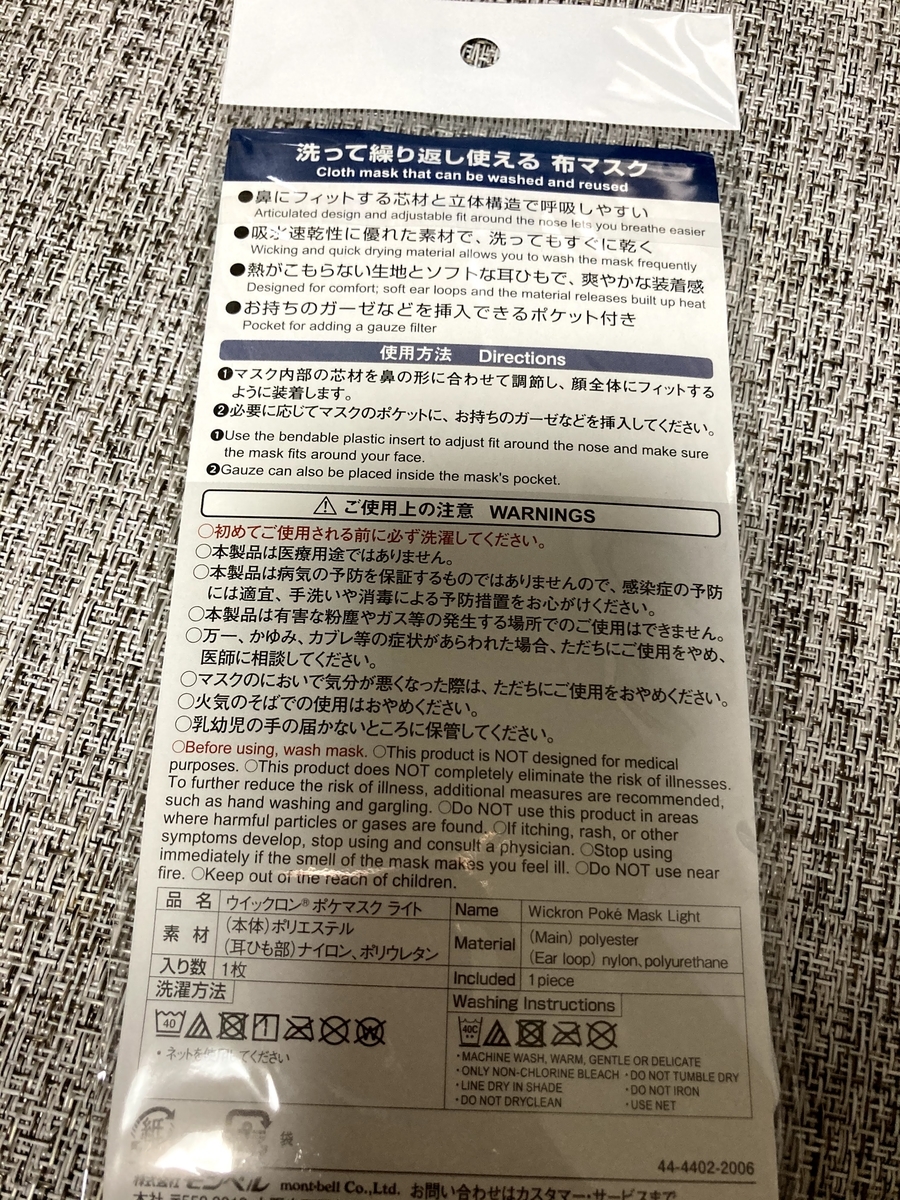 洗って繰り返し使える 布マスク
Cloth mask that can be washed and reused
●鼻にフィットする芯材と立体構造で呼吸しやすい
Articulated design and adjustable fit around the nose lets you breathe easier
●吸水速乾性に優れた素材で、洗ってもすぐに乾く
Wicking and quick drying material allows you to wash the mask frequently
●熱がこもらない生地とソフトな耳ひもで、爽やかな装着感
Designed for comfort; soft ear loops and the material releases built up heat
●お持ちのガーゼなどを挿入できるポケット付き
Pocket for adding a gauze filter
使用方法 Directions
❶マスク内部の芯材を鼻の形に合わせて調節し、顔全体にフィットする
ように装着します。
❷必要に応じてマスクのポケットに、お持ちのガーゼなどを挿入してください。
❶Use the bendable plastic insert to adjust fit around the nose and make sure
the mask fits around your face.
❷Gauze can also be placed inside the mask's pocket.
⚠ ご使用上の注意 WARNINGS
○初めてご使用される前に必ず洗濯してください。
○本製品は医療用途ではありません。
○本製品は病気の予防を保証するものではありませんので、感染症の予防
には適宜、手洗いや消毒による予防措置をお心がけください。
○本製品は有害な粉塵やガス等の発生する場所でのご使用はできません。
○万一、かゆみ、カブレ等の症状があらわれた場合、ただちにご使用をやめ、
医師に相談してください。
○マスクのにおいで気分が悪くなった際は、ただちにご使用をおやめください。
○火気のそばでの使用はおやめください。
○乳幼児の手の届かないところに保管してください。
○Before using, wash mask. ○This product is NOT designed for medical
purposes. ○This product does NOT completely eliminate the risk of illnesses.
To further reduce the risk of illness, additional measures are recommended,
such as hand washing and gargling. ○Do NOT use this product in areas
where harmful particles or gases are found. ○If itching, rash, or other
symptoms develop, stop using and consult a physician. ○Stop using
immediately if the smell of the mask makes you feel ill. ○Do NOT use near
fire. ○Keep out of the reach of children.
品 名 ウイックロン® ポケマスク ライト Name Wickron Poké Mask Light
素 材 (本体)ポリエステル Material (Main) polyester
(耳ひも部)ナイロン、ポリウレタン (Ear loop) nylon, polyurethane
入り数 1枚 Included 1piece
洗濯方法 Washing Instructions
40 W 40C
・ネットを使用してください
・MACHINE WASH, WARM, GENTLE OR DELICATE
・ONLY NON-CHLORINE BLEACH ・DO NOT TUMBLE DRY
・LINE DRY IN SHADE ・DO NOT IRON
・DO NOT DRYCLEAN ・USE NET
紙 袋
44-4402-2006
株式会社モンベル mont-bell Co.,Ltd. お問い合わせはカスタマー・サービスまで
本社 〒550